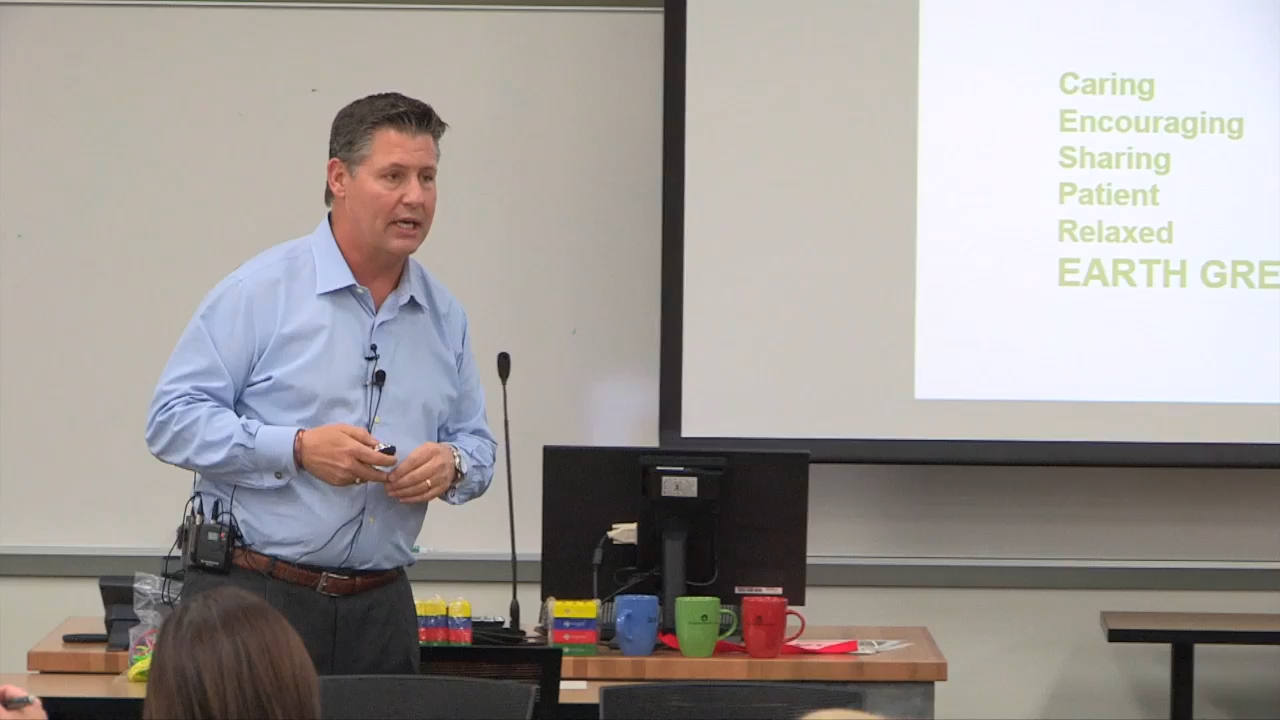 Caring
Encouraging
Sharing
Patient
Relaxed
EARTH GRE